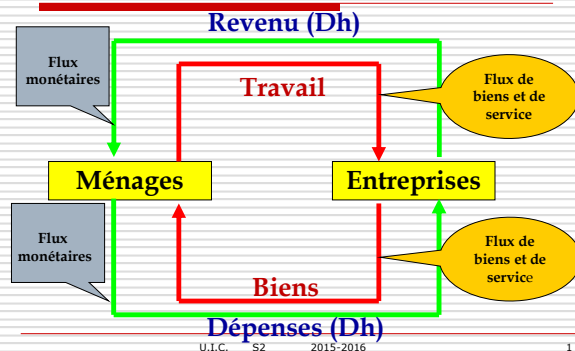 Revenu (Dh)
Flux
monétaires
Travail
Flux de
biens et de
service
Ménages
Entreprises
Flux
monétaires
Flux de
biens et de
service
Biens
Dépenses (Dh)
U.I.C. S2 2015-2016 1